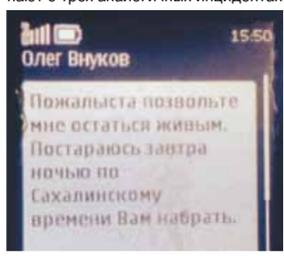 15:50
Олег Внуков
Пожалыста позвольте
мне остаться живым.
Постараюсь завтра
ночью по
Сахалинскому
времени Вам набрать.